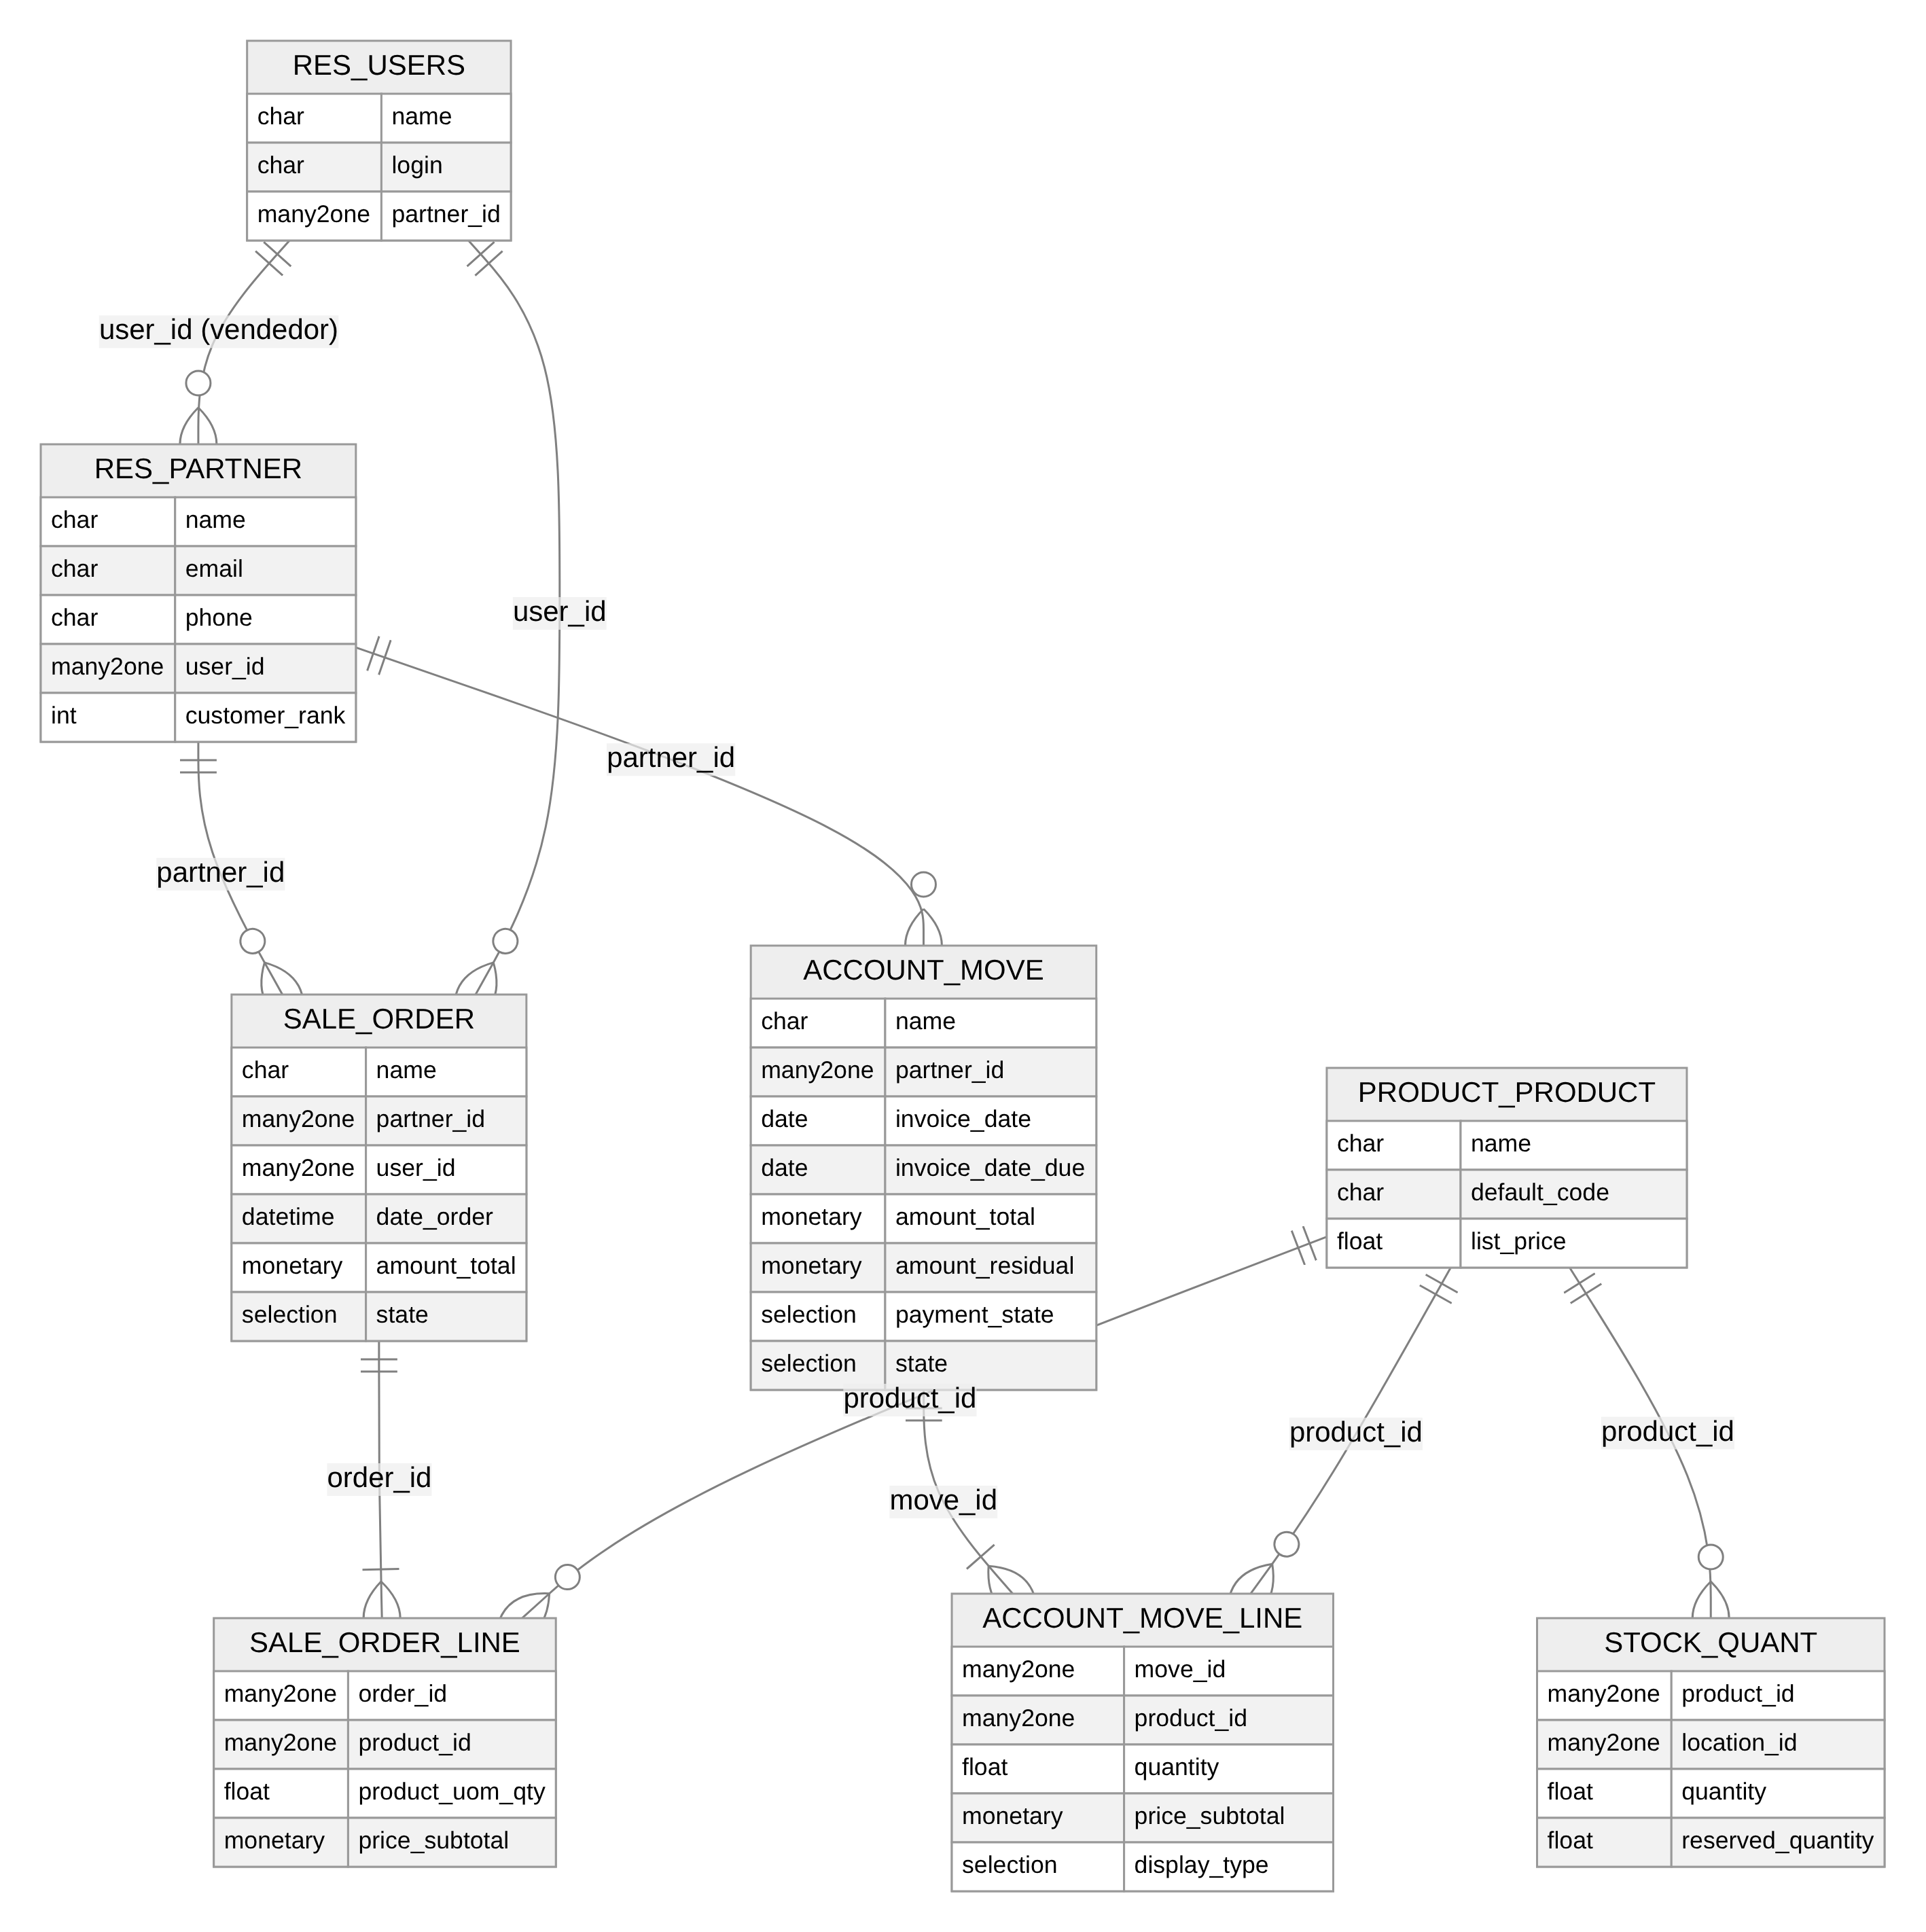 RES_USERS
char name
char login
many2one partner_id
user_id (vendedor)
RES_PARTNER
char name
char email
char phone
many2one user_id
int customer_rank
user_id
partner_id
partner_id
SALE_ORDER
char name
many2one partner_id
many2one user_id
datetime date_order
monetary amount_total
selection state
ACCOUNT_MOVE
char name
many2one partner_id
date invoice_date
date invoice_date_due
monetary amount_total
monetary amount_residual
selection payment_state
selection state
PRODUCT_PRODUCT
char name
char default_code
float list_price
product_id
product_id
product_id
order_id
move_id
SALE_ORDER_LINE
many2one order_id
many2one product_id
float product_uom_qty
monetary price_subtotal
ACCOUNT_MOVE_LINE
many2one move_id
many2one product_id
float quantity
monetary price_subtotal
selection display_type
STOCK_QUANT
many2one product_id
many2one location_id
float quantity
float reserved_quantity